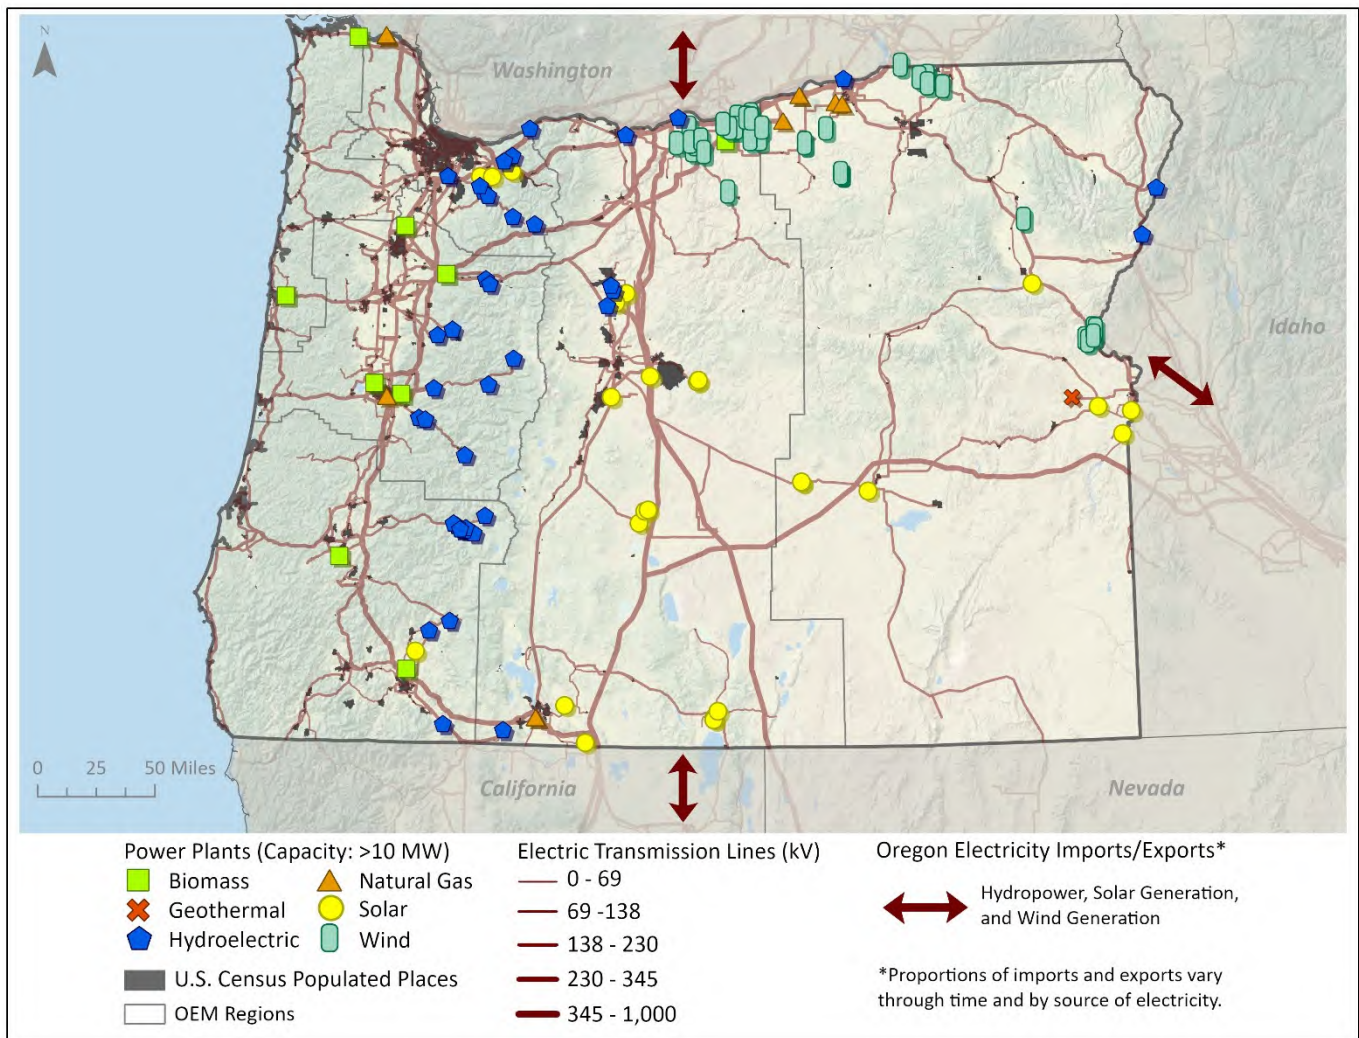 N
Washington
Idaho
0 25 50 Miles
California
Nevada
Power Plants (Capacity: >10 MW)
Biomass
Natural Gas
Geothermal
Solar
Hydroelectric
Wind
U.S. Census Populated Places
OEM Regions
Electric Transmission Lines (kV)
0 - 69
69 -138
138 - 230
230 - 345
345 - 1,000
Oregon Electricity Imports/Exports*
Hydropower, Solar Generation,
and Wind Generation
*Proportions of imports and exports vary
through time and by source of electricity.